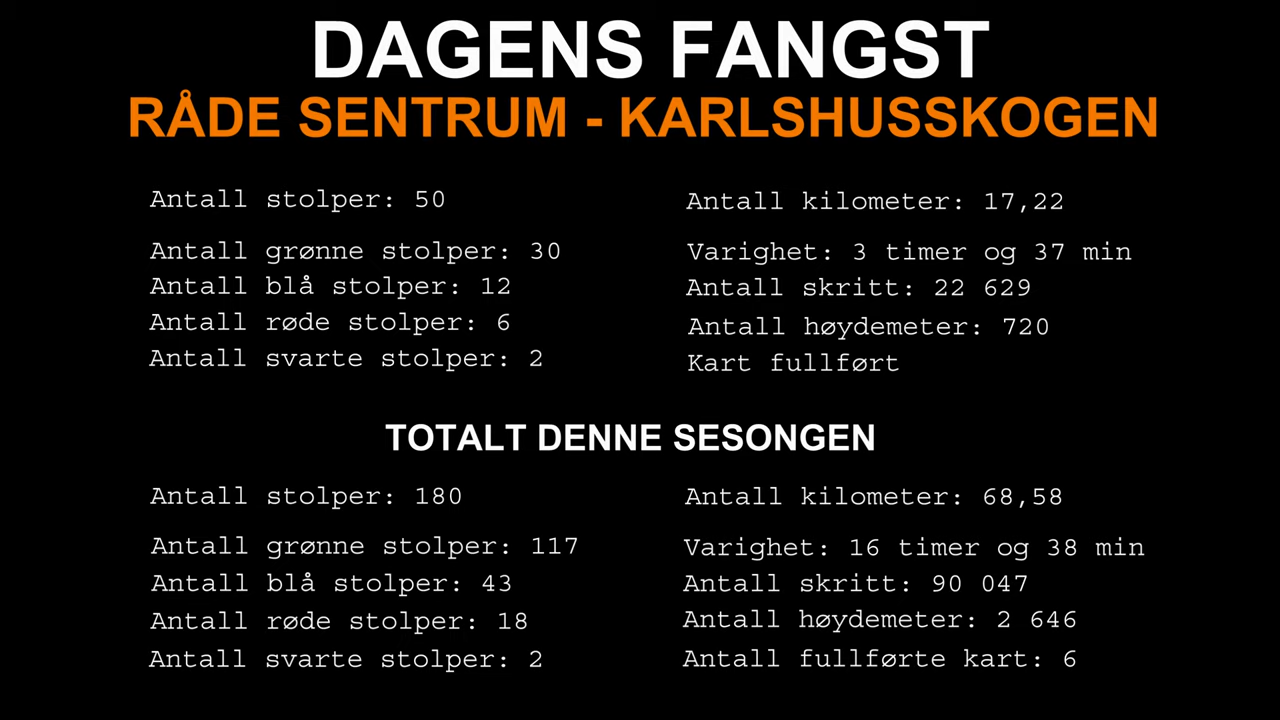 DAGENS FANGST
RÅDE SENTRUM - KARLSHUSSKOGEN
Antall stolper: 50
Antall grønne stolper: 30
Antall blå stolper: 12
Antall røde stolper: 6
Antall svarte stolper: 2
Antall kilometer: 17,22
Varighet: 3 timer og 37 min
Antall skritt: 22 629
Antall høydemeter: 720
Kart fullført
TOTALT DENNE SESONGEN
Antall stolper: 180
Antall grønne stolper: 117
Antall blå stolper: 43
Antall røde stolper: 18
Antall svarte stolper: 2
Antall kilometer: 68,58
Varighet: 16 timer og 38 min
Antall skritt: 90 047
Antall høydemeter: 2 646
Antall fullførte kart: 6